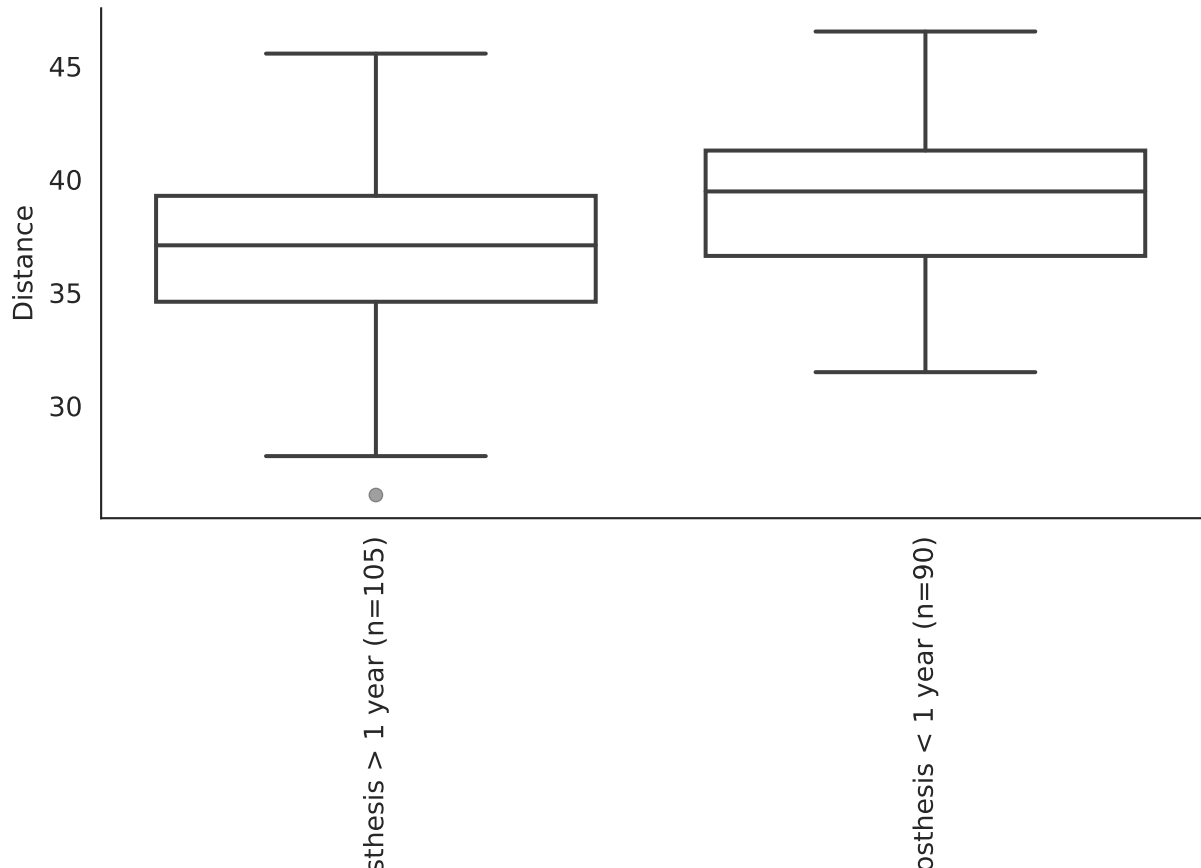 45
40
35
30
Distance
sthesis > 1 year (n=105)
osthesis < 1 year (n=90)